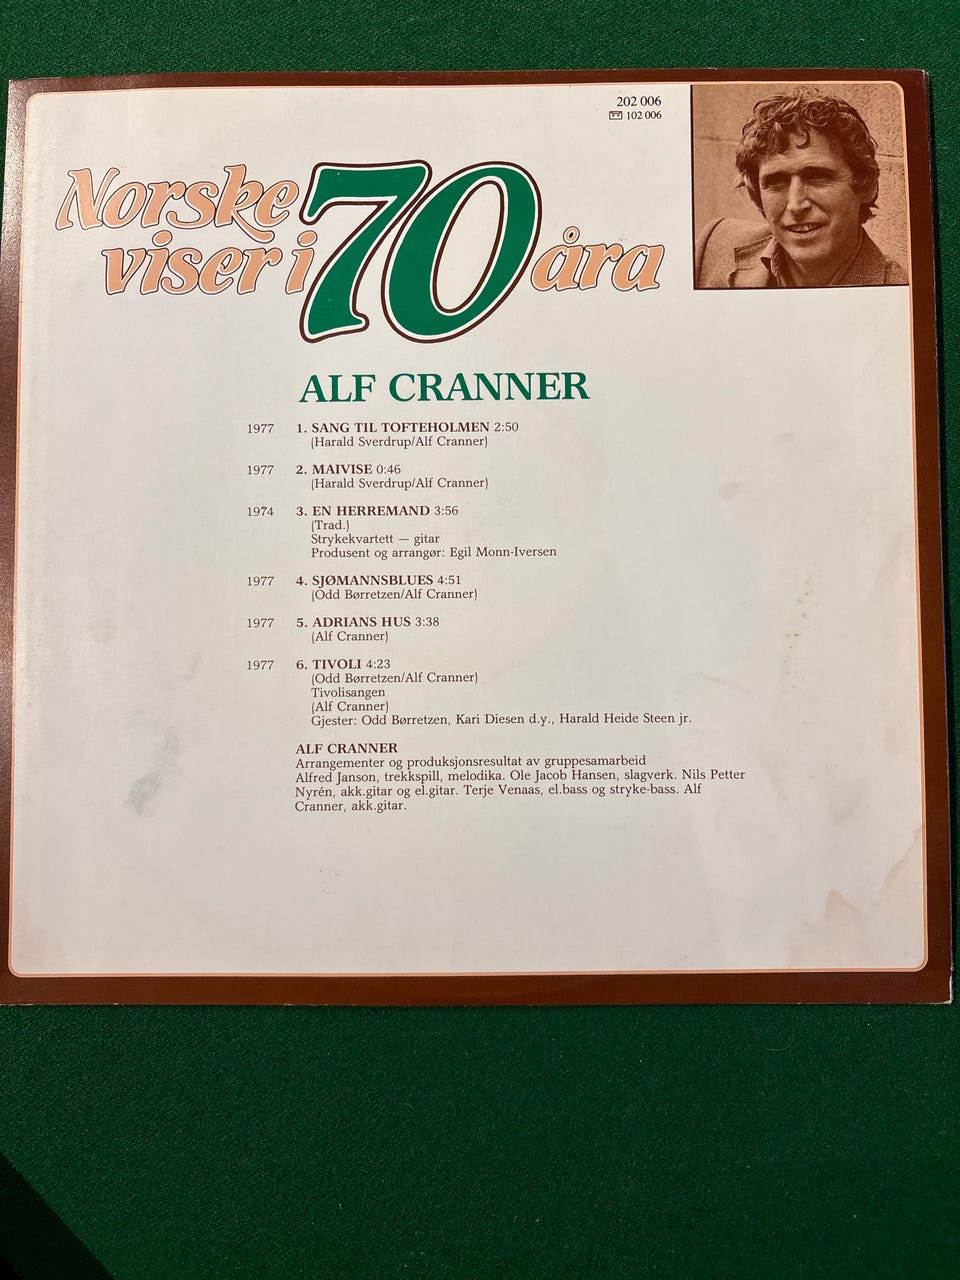 202 006
102 006
Norske
viser i 70 åra
ALF CRANNER
1977 1. SANG TIL TOFTEHOLMEN 2:50
(Harald Sverdrup/Alf Cranner)
1977 2. MAIVISE 0:46
(Harald Sverdrup/Alf Cranner)
1974 3. EN HERREMAND 3:56
(Trad.)
Strykekvartett — gitar
Produsent og arrangør: Egil Monn-Iversen
1977 4. SJØMANNSBLUES 4:51
(Odd Børretzen/Alf Cranner)
1977 5. ADRIANS HUS 3:38
(Alf Cranner)
1977 6. TIVOLI 4:23
(Odd Børretzen/Alf Cranner)
Tivolisangen
(Alf Cranner)
Gjester: Odd Børretzen, Kari Diesen d.y., Harald Heide Steen jr.
ALF CRANNER
Arrangementer og produksjonsresultat av gruppesamarbeid
Alfred Janson, trekkspill, melodika. Ole Jacob Hansen, slagverk. Nils Petter
Nyrén, akk.gitar og el.gitar. Terje Venaas, el.bass og stryke-bass. Alf
Cranner, akk.gitar.